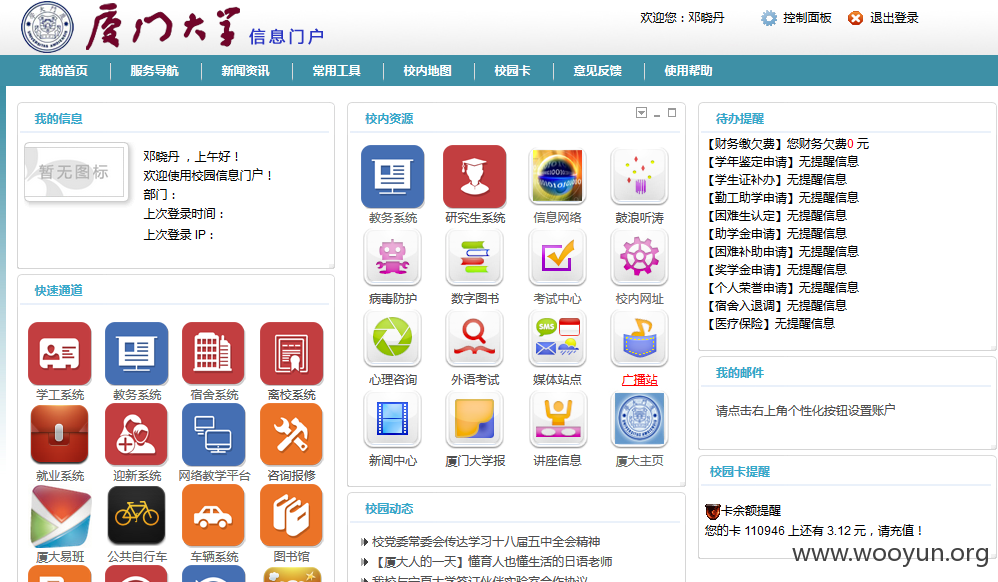 厦门大学 信息门户
欢迎您：邓晓丹 控制面板 退出登录
我的首页 服务导航 新闻资讯 常用工具 校内地图 校园卡 意见反馈 使用帮助
我的信息
暂无图标
邓晓丹 ，上午好！
欢迎使用校园信息门户！
部门：
上次登录时间：
上次登录 IP：
快速通道
学工系统 教务系统 宿舍系统 离校系统
就业系统 迎新系统 网络教学平台 咨询报修
厦大易班 公共自行车 车辆系统 图书馆
校内资源
教务系统 研究生系统 信息网络 鼓浪听涛
病毒防护 数字图书 考试中心 校内网址
心理咨询 外语考试 SMS 媒体站点 广播站
新闻中心 厦门大学报 讲座信息 厦大主页
校园动态
校党委常委会传达学习十八届五中全会精神
【厦大人的一天】懂育人也懂生活的日语老师
我校与宁夏大学签订伙伴实验室合作协议
待办提醒
【财务缴欠费】您财务欠费0 元
【学年鉴定申请】无提醒信息
【学生证补办】无提醒信息
【勤工助学申请】无提醒信息
【困难生认定】无提醒信息
【助学金申请】无提醒信息
【困难补助申请】无提醒信息
【奖学金申请】无提醒信息
【个人荣誉申请】无提醒信息
【宿舍入退调】无提醒信息
【医疗保险】无提醒信息
我的邮件
请点击右上角个性化按钮设置账户
校园卡提醒
卡余额提醒
您的卡 110946 上还有 3.12 元，请充值！
www.wooyun.org